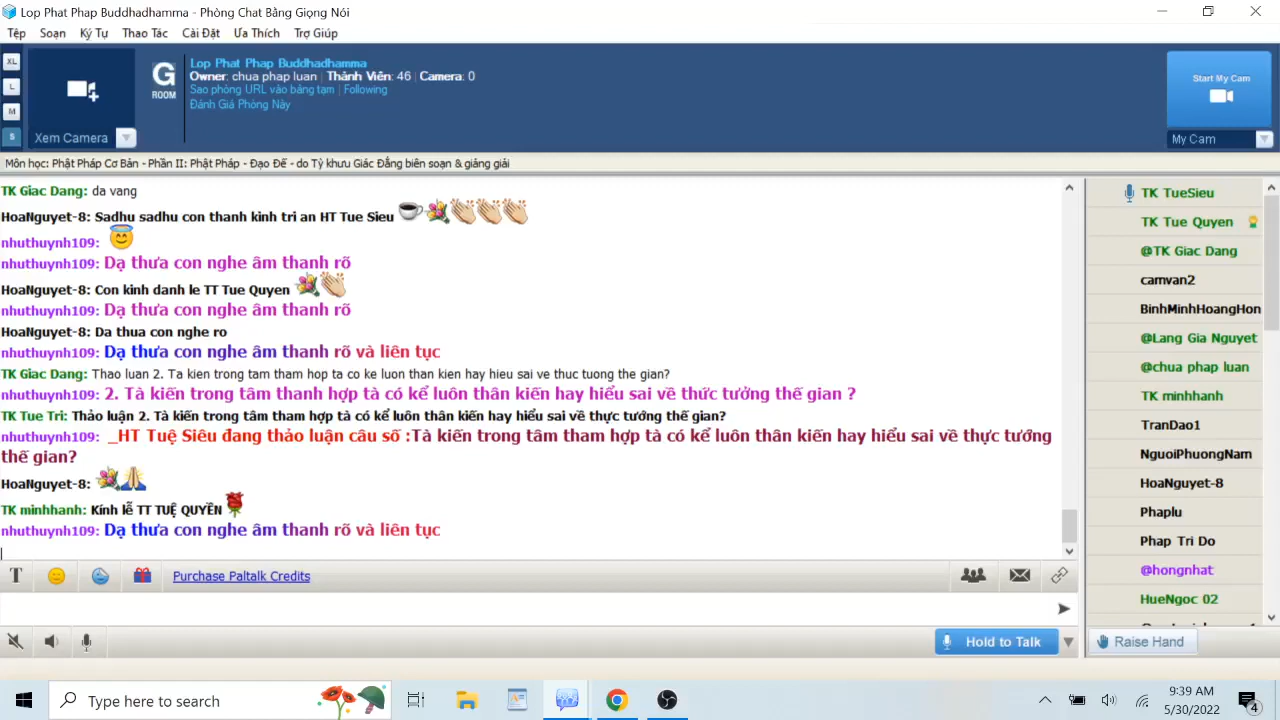 Lop Phat Phap Buddhadhamma - Phòng Chat Bằng Giọng Nói
Tệp Soạn Ký Tự Thao Tác Cài Đặt Ưa Thích Trợ Giúp
XL
L
M
S
Xem Camera
G
ROOM
Lop Phat Phap Buddhadhamma
Owner: chua phap luan | Thành Viên: 46 | Camera: 0
Sao phòng URL vào bảng tạm | Following
Đánh Giá Phòng Này
Start My Cam
My Cam
Môn học: Phật Pháp Cơ Bản - Phần II: Phật Pháp - Đạo Đế - do Tỳ khưu Giác Đẳng biên soạn & giảng giải
TK Giac Dang: da vang
HoaNguyet-8: Sadhu sadhu con thanh kinh tri an HT Tue Sieu
nhuthuynh109:
nhuthuynh109: Dạ thưa con nghe âm thanh rõ
HoaNguyet-8: Con kinh danh le TT Tue Quyen
nhuthuynh109: Dạ thưa con nghe âm thanh rõ
HoaNguyet-8: Da thua con nghe ro
nhuthuynh109: Dạ thưa con nghe âm thanh rõ và liên tục
TK Giac Dang: Thao luan 2. Ta kien trong tam tham hop ta co ke luon than kien hay hieu sai ve thuc tuong the gian?
nhuthuynh109: 2. Tà kiến trong tâm thanh hợp tà có kể luôn thân kiến hay hiểu sai về thức tưởng thế gian ?
TK Tue Tri: Thảo luận 2. Tà kiến trong tâm tham hợp tà có kể luôn thân kiến hay hiểu sai về thực tướng thế gian?
nhuthuynh109: _HT Tuệ Siêu đang thảo luận câu số :Tà kiến trong tâm tham hợp tà có kể luôn thân kiến hay hiểu sai về thực tướng
thế gian?
HoaNguyet-8:
TK minhhanh: Kính lễ TT TUỆ QUYỀN
nhuthuynh109: Dạ thưa con nghe âm thanh rõ và liên tục
TK TueSieu
TK Tue Quyen
@TK Giac Dang
camvan2
BinhMinhHoangHon
@Lang Gia Nguyet
@chua phap luan
TK minhhanh
TranDao1
NguoiPhuongNam
HoaNguyet-8
Phaplu
Phap Tri Do
@hongnhat
HueNgoc 02
T
Purchase Paltalk Credits
Hold to Talk
Raise Hand
Type here to search
9:39 AM
5/30/2022
4